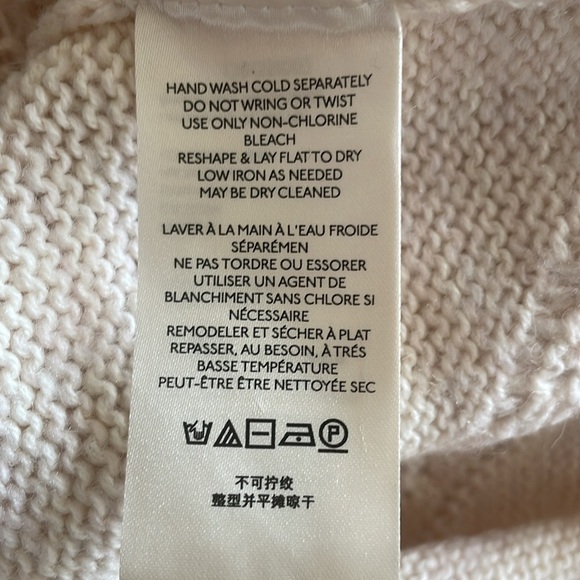 HAND WASH COLD SEPARATELY
DO NOT WRING OR TWIST
USE ONLY NON-CHLORINE
BLEACH
RESHAPE & LAY FLAT TO DRY
LOW IRON AS NEEDED
MAY BE DRY CLEANED
LAVER À LA MAIN À L'EAU FROIDE
SÉPARÉMEN
NE PAS TORDRE OU ESSORER
UTILISER UN AGENT DE
BLANCHIMENT SANS CHLORE SI
NÉCESSAIRE
REMODELER ET SÉCHER À PLAT
REPASSER, AU BESOIN, À TRÉS
BASSE TEMPÉRATURE
PEUT-ÊTRE ÊTRE NETTOYÉE SEC
P
不可拧绞
整型并平摊晾干